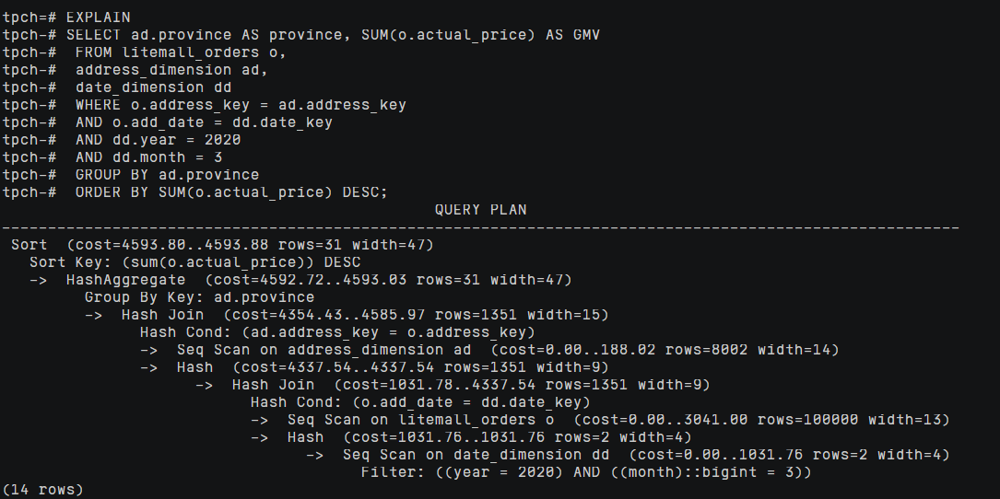 tpch=# EXPLAIN
tpch-# SELECT ad.province AS province, SUM(o.actual_price) AS GMV
tpch-#  FROM litemall_orders o,
tpch-#  address_dimension ad,
tpch-#  date_dimension dd
tpch-#  WHERE o.address_key = ad.address_key
tpch-#  AND o.add_date = dd.date_key
tpch-#  AND dd.year = 2020
tpch-#  AND dd.month = 3
tpch-#  GROUP BY ad.province
tpch-#  ORDER BY SUM(o.actual_price) DESC;
                                               QUERY PLAN
--------------------------------------------------------------------------------------------------------
 Sort  (cost=4593.80..4593.88 rows=31 width=47)
   Sort Key: (sum(o.actual_price)) DESC
   ->  HashAggregate  (cost=4592.72..4593.03 rows=31 width=47)
         Group By Key: ad.province
         ->  Hash Join  (cost=4354.43..4585.97 rows=1351 width=15)
               Hash Cond: (ad.address_key = o.address_key)
               ->  Seq Scan on address_dimension ad  (cost=0.00..188.02 rows=8002 width=14)
               ->  Hash  (cost=4337.54..4337.54 rows=1351 width=9)
                     ->  Hash Join  (cost=1031.78..4337.54 rows=1351 width=9)
                           Hash Cond: (o.add_date = dd.date_key)
                           ->  Seq Scan on litemall_orders o  (cost=0.00..3041.00 rows=100000 width=13)
                           ->  Hash  (cost=1031.76..1031.76 rows=2 width=4)
                                 ->  Seq Scan on date_dimension dd  (cost=0.00..1031.76 rows=2 width=4)
                                       Filter: ((year = 2020) AND ((month)::bigint = 3))
(14 rows)